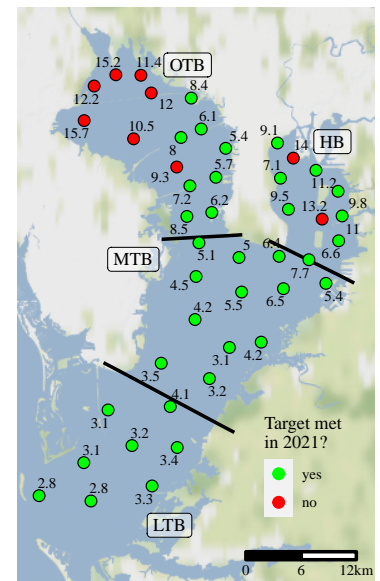 15.2 11.4
OTB
12.2 12 8.4
15.7 10.5 8 6.1 9.1 HB
5.4 14
9.3 5.7 7.1 11.2
7.2 6.2 9.5 13.2 9.8
8.5 11
MTB 5.1 5 6.4 6.6
7.7
4.5 5.5 6.5 5.4
4.2
3.1 4.2
3.5 3.2
4.1
3.1
3.2
3.1 3.4
2.8 2.8 3.3
LTB
Target met
in 2021?
yes
no
0 6 12km